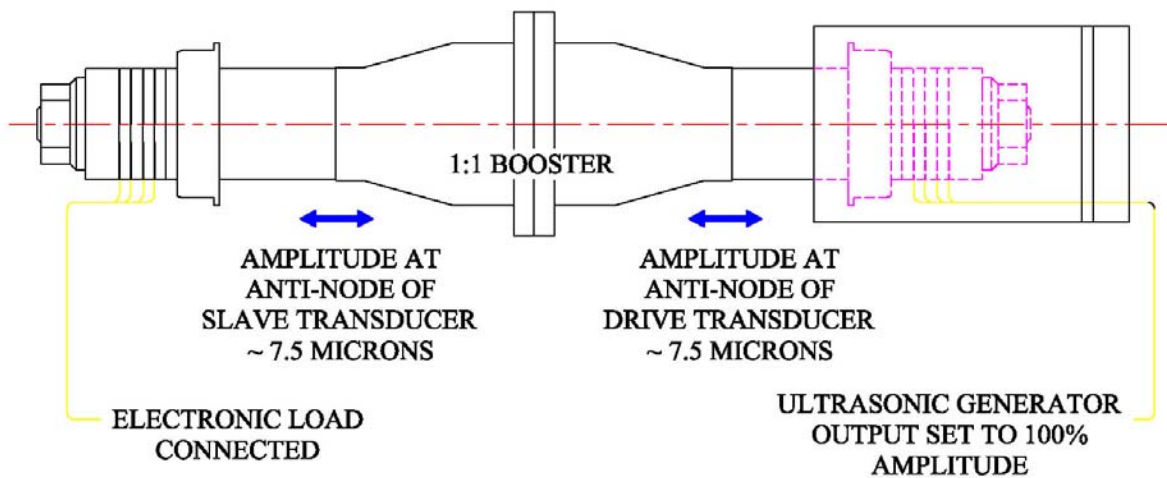 1:1 BOOSTER
AMPLITUDE AT
ANTI-NODE OF
SLAVE TRANSDUCER
~ 7.5 MICRONS
AMPLITUDE AT
ANTI-NODE OF
DRIVE TRANSDUCER
~ 7.5 MICRONS
ELECTRONIC LOAD
CONNECTED
ULTRASONIC GENERATOR
OUTPUT SET TO 100%
AMPLITUDE